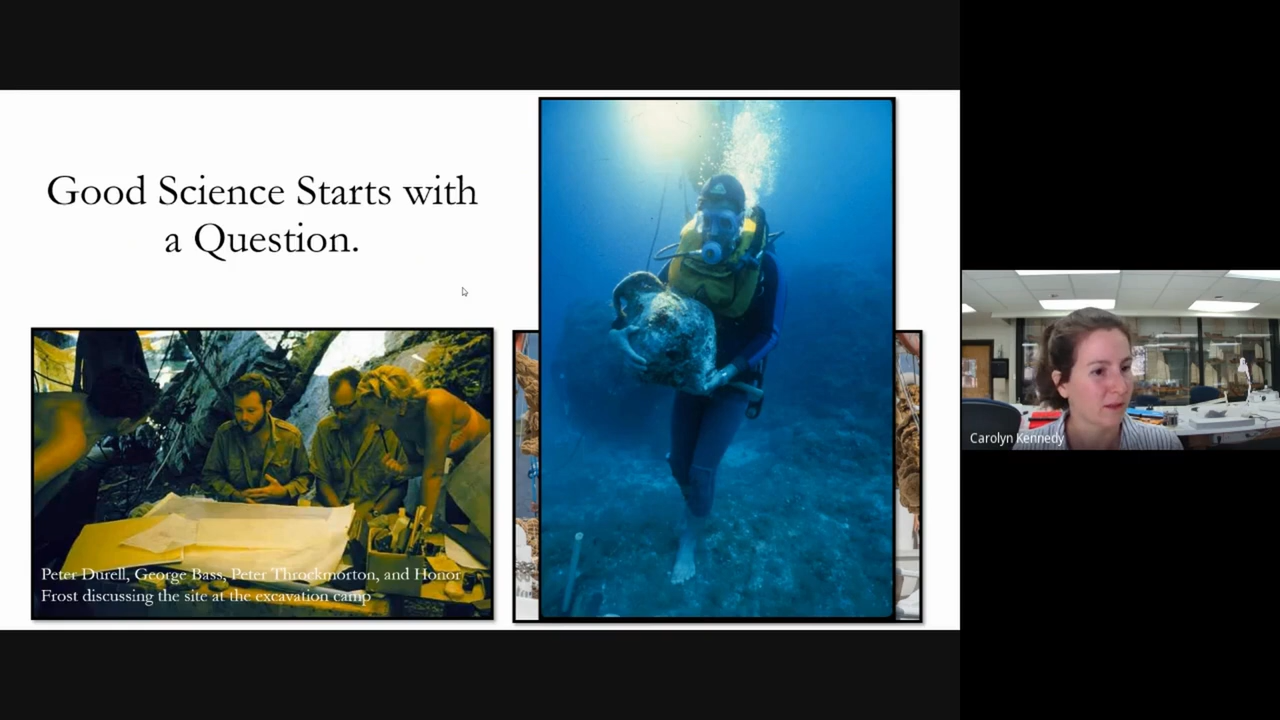 Good Science Starts with
a Question.
Peter Durell, George Bass, Peter Throckmorton, and Honor
Frost discussing the site at the excavation camp
Carolyn Kennedy